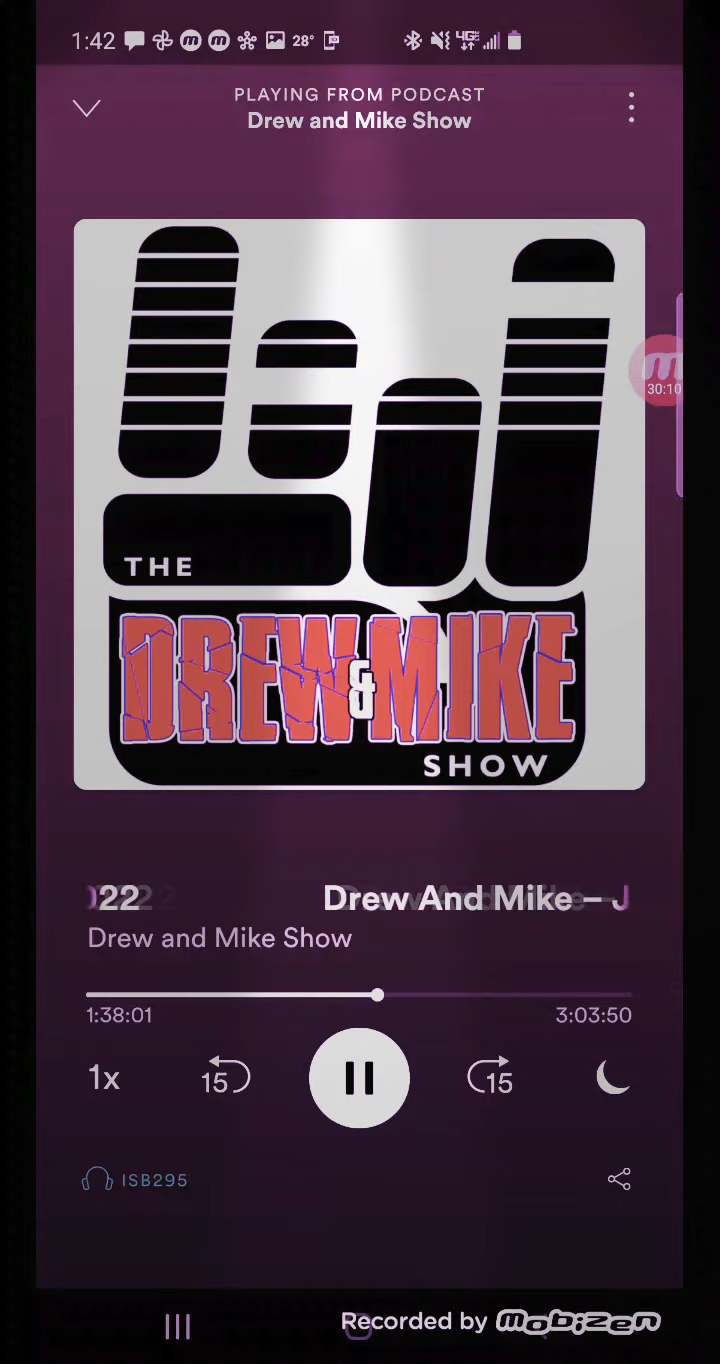 1:42 28° 4GE
PLAYING FROM PODCAST
Drew and Mike Show
30:10
THE
DREW & MIKE
SHOW
22 Drew And Mike – J
Drew and Mike Show
1:38:01 3:03:50
1x 15 15
ISB295
Recorded by mobizen